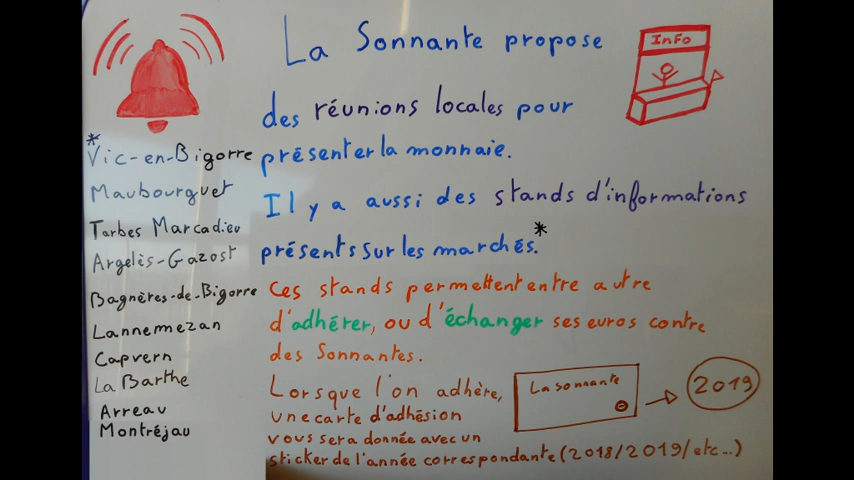 La Sonnante propose
InFo
des réunions locales pour
présenter la monnaie.
Il y a aussi des stands d'informations
présents sur les marchés.*
Ces stands permettent entre autre
d'adhérer, ou d'échanger ses euros contre
des Sonnantes.
Lorsque l'on adhère,
une carte d'adhésion
vous sera donnée avec un
sticker de l'année correspondante (2018/2019/etc...)
La sonnante
2019
*
Vic-en-Bigorre
Maubourguet
Tarbes Marcadieu
Argelès-Gazost
Bagnères-de-Bigorre
Lannemezan
Capvern
La Barthe
Arreau
Montréjau